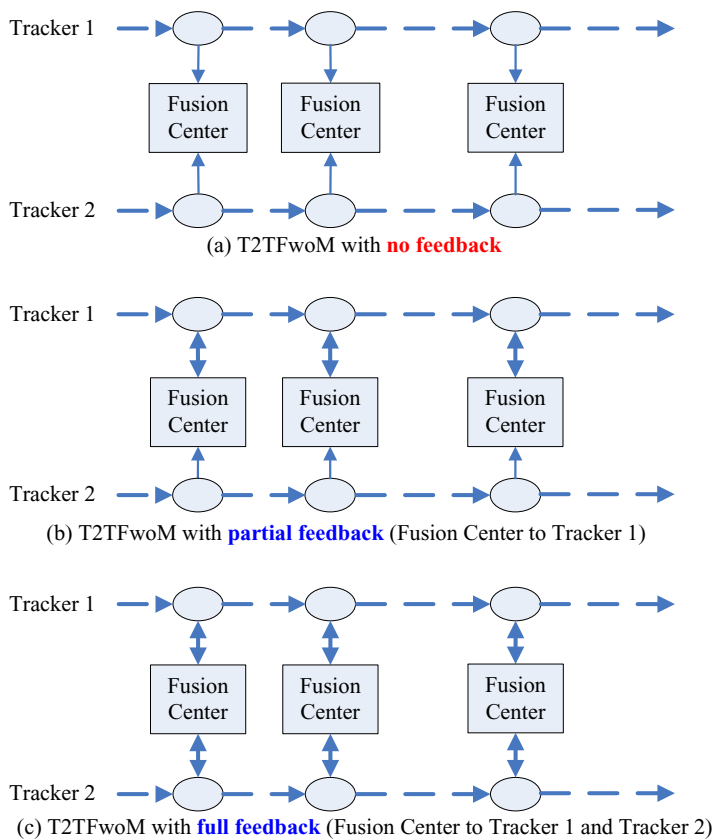 Tracker 1
Fusion Center
Fusion Center
Fusion Center
Tracker 2
(a) T2TFwoM with no feedback
Tracker 1
Fusion Center
Fusion Center
Fusion Center
Tracker 2
(b) T2TFwoM with partial feedback (Fusion Center to Tracker 1)
Tracker 1
Fusion Center
Fusion Center
Fusion Center
Tracker 2
(c) T2TFwoM with full feedback (Fusion Center to Tracker 1 and Tracker 2)